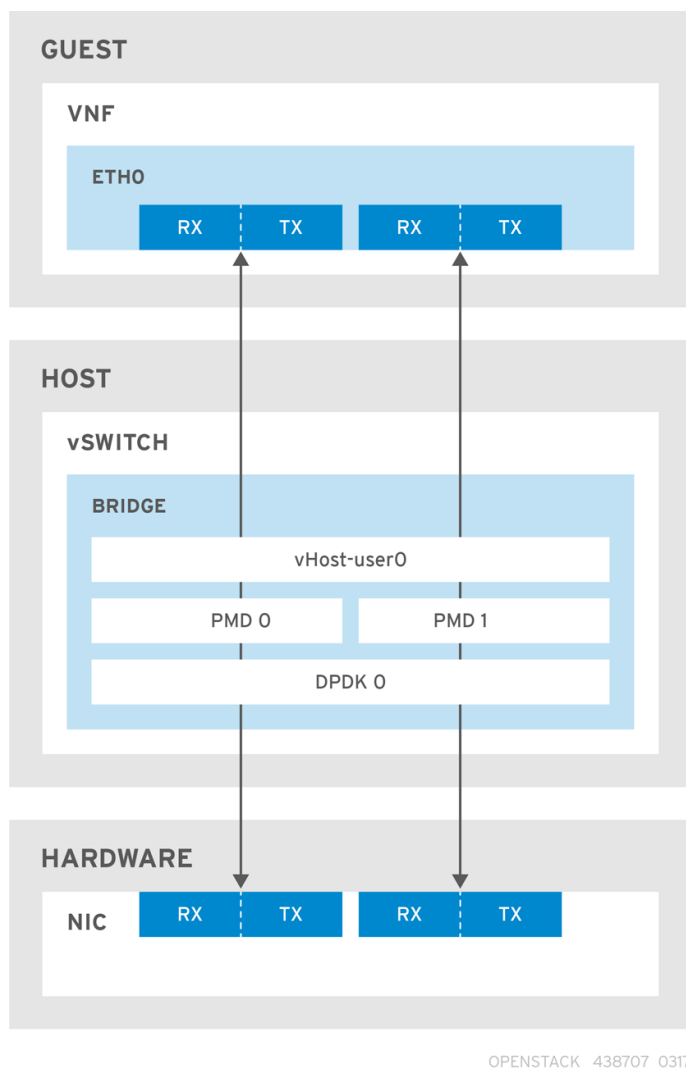 GUEST
VNF
ETH0
RX TX RX TX
HOST
vSWITCH
BRIDGE
vHost-user0
PMD 0 PMD 1
DPDK 0
HARDWARE
NIC RX TX RX TX
OPENSTACK 438707 0317